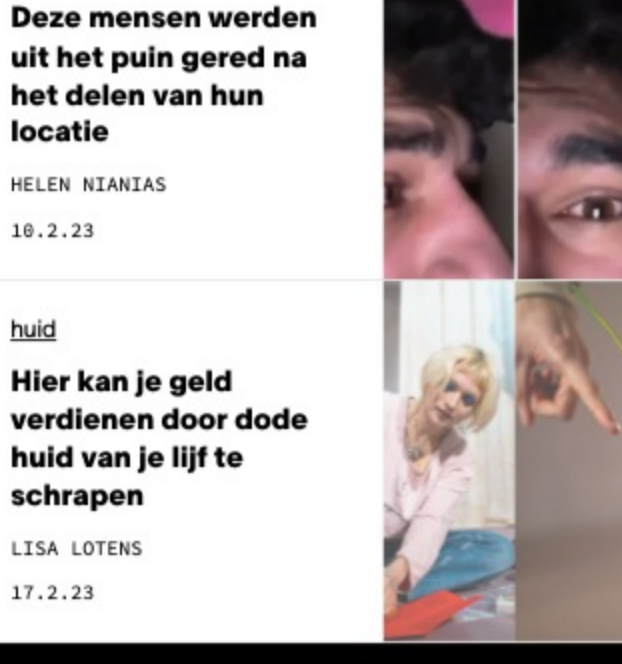 Deze mensen werden
uit het puin gered na
het delen van hun
locatie
HELEN NIANIAS
10.2.23
huid
Hier kan je geld
verdienen door dode
huid van je lijf te
schrapen
LISA LOTENS
17.2.23